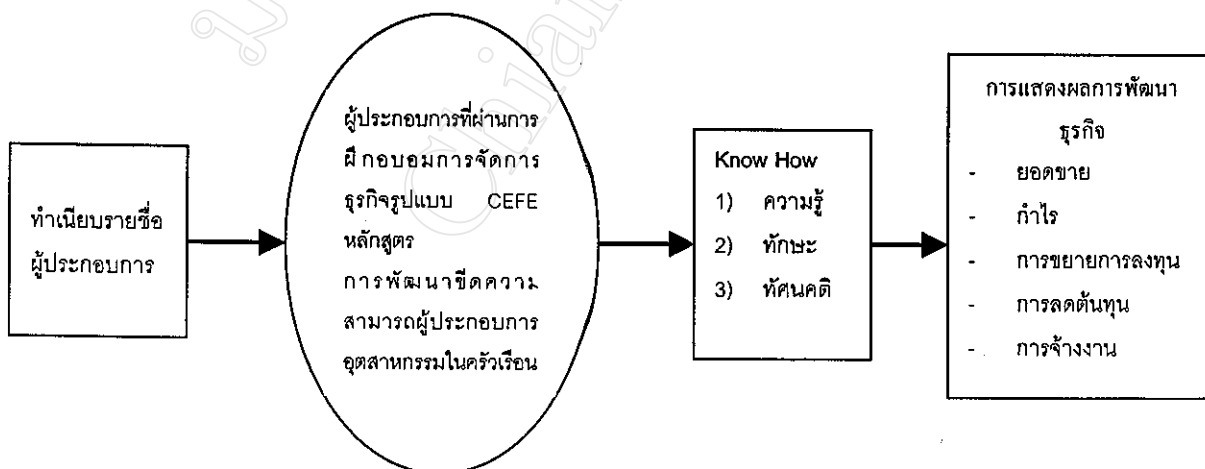 ทำเนียบรายชื่อ
ผู้ประกอบการ
ผู้ประกอบการที่ผ่านการ
ฝึกอบอมการจัดการ
ธุรกิจรูปแบบ CEFE
หลักสูตร
การพัฒนาขีดความ
สามารถผู้ประกอบการ
อุตสาหกรรมในครัวเรือน
Know How
1) ความรู้
2) ทักษะ
3) ทัศนคติ
การแสดงผลการพัฒนา
ธุรกิจ
- ยอดขาย
- กำไร
- การขยายการลงทุน
- การลดต้นทุน
- การจ้างงาน